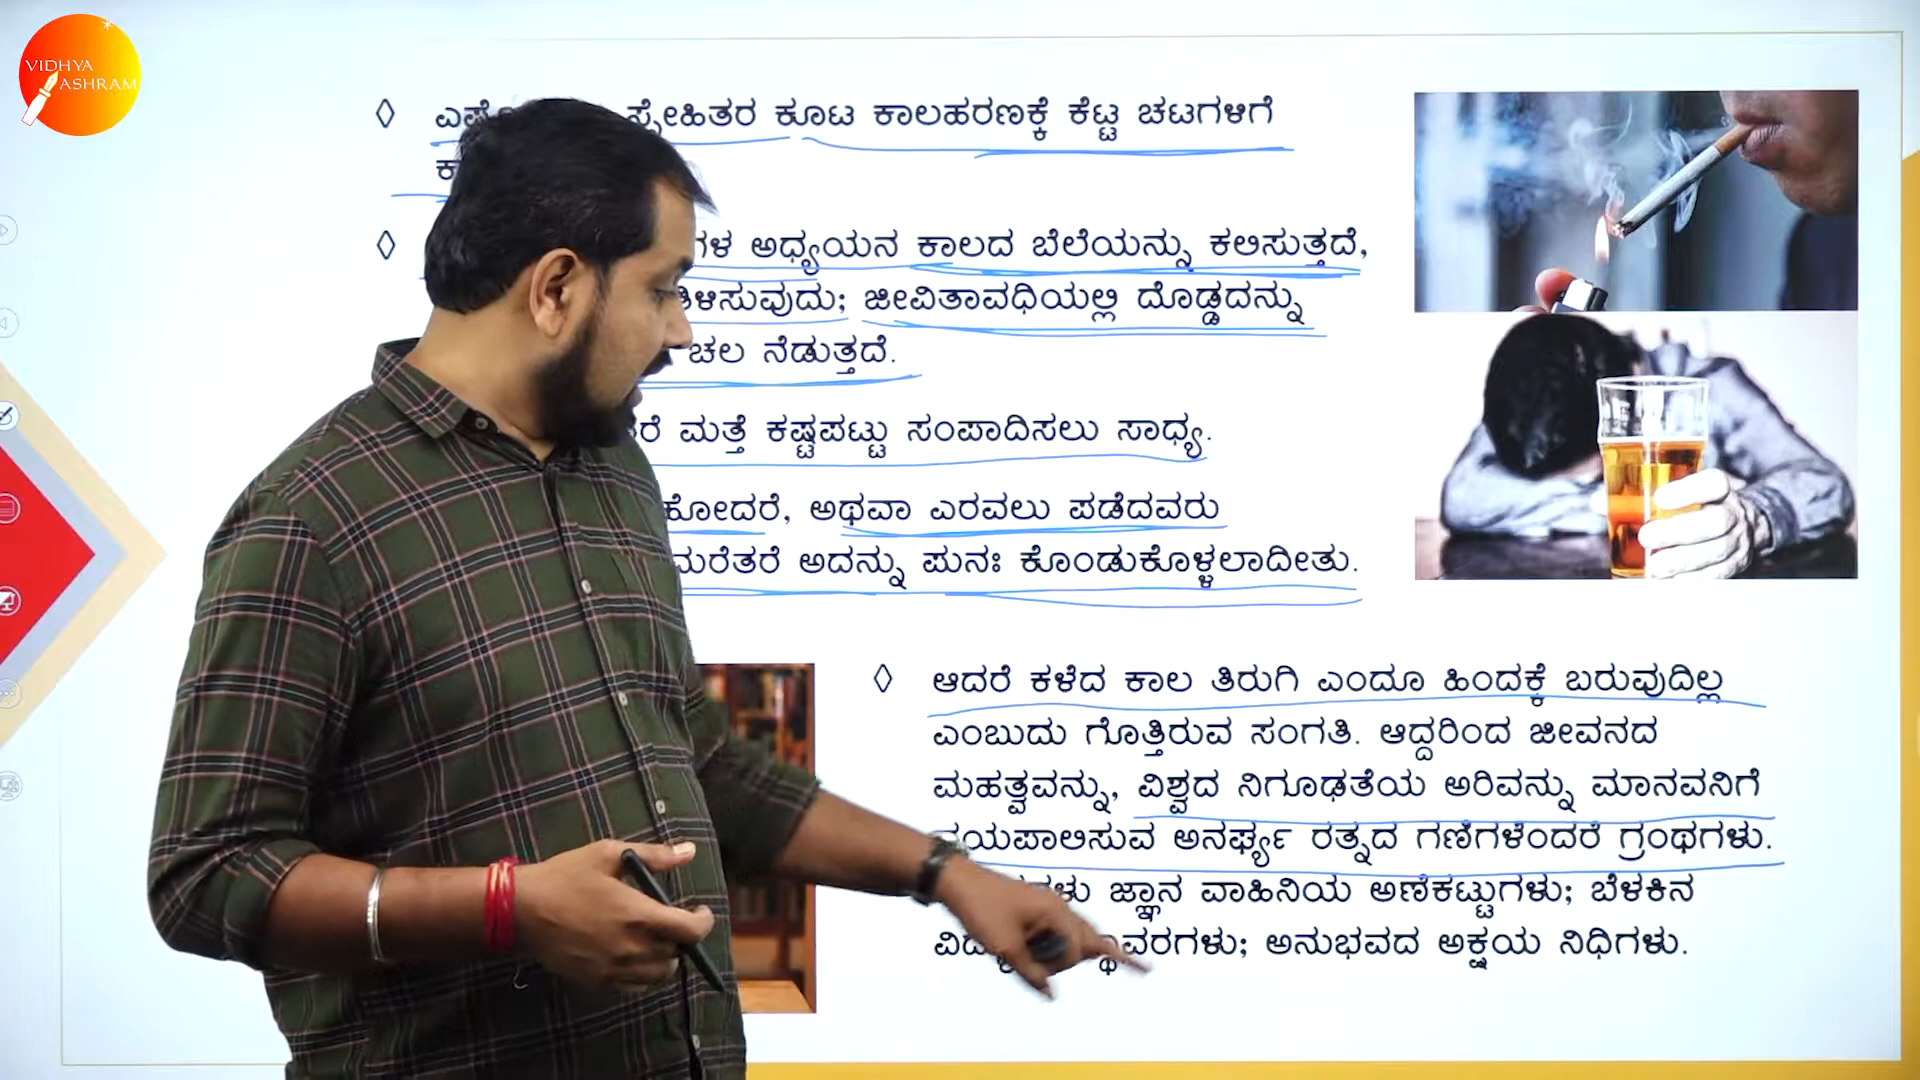 VIDHYA
ASHRAM
ಸ್ನೇಹಿತರ ಕೂಟ ಕಾಲಹರಣಕ್ಕೆ ಕೆಟ್ಟ ಚಟಗಳಿಗೆ
ಅಧ್ಯಯನ ಕಾಲದ ಬೆಲೆಯನ್ನು ಕಲಿಸುತ್ತದೆ,
ಜೀವಿತಾವಧಿಯಲ್ಲಿ ದೊಡ್ಡದನ್ನು
ಚಲ ನೆಡುತ್ತದೆ.
ಮತ್ತೆ ಕಷ್ಟಪಟ್ಟು ಸಂಪಾದಿಸಲು ಸಾಧ್ಯ.
ಅಥವಾ ಎರವಲು ಪಡೆದವರು
ಮರೆತರೆ ಅದನ್ನು ಪುನಃ ಕೊಂಡುಕೊಳ್ಳಲಾದೀತು.
ಆದರೆ ಕಳೆದ ಕಾಲ ತಿರುಗಿ ಎಂದೂ ಹಿಂದಕ್ಕೆ ಬರುವುದಿಲ್ಲ
ಎಂಬುದು ಗೊತ್ತಿರುವ ಸಂಗತಿ. ಆದ್ದರಿಂದ ಜೀವನದ
ಮಹತ್ವವನ್ನು, ವಿಶ್ವದ ನಿಗೂಢತೆಯ ಅರಿವನ್ನು ಮಾನವನಿಗೆ
ದಯಪಾಲಿಸುವ ಅನರ್ಘ್ಯ ರತ್ನದ ಗಣಿಗಳೆಂದರೆ ಗ್ರಂಥಗಳು.
ಜ್ಞಾನ ವಾಹಿನಿಯ ಅಣೆಕಟ್ಟುಗಳು; ಬೆಳಕಿನ
ಅನುಭವದ ಅಕ್ಷಯ ನಿಧಿಗಳು.